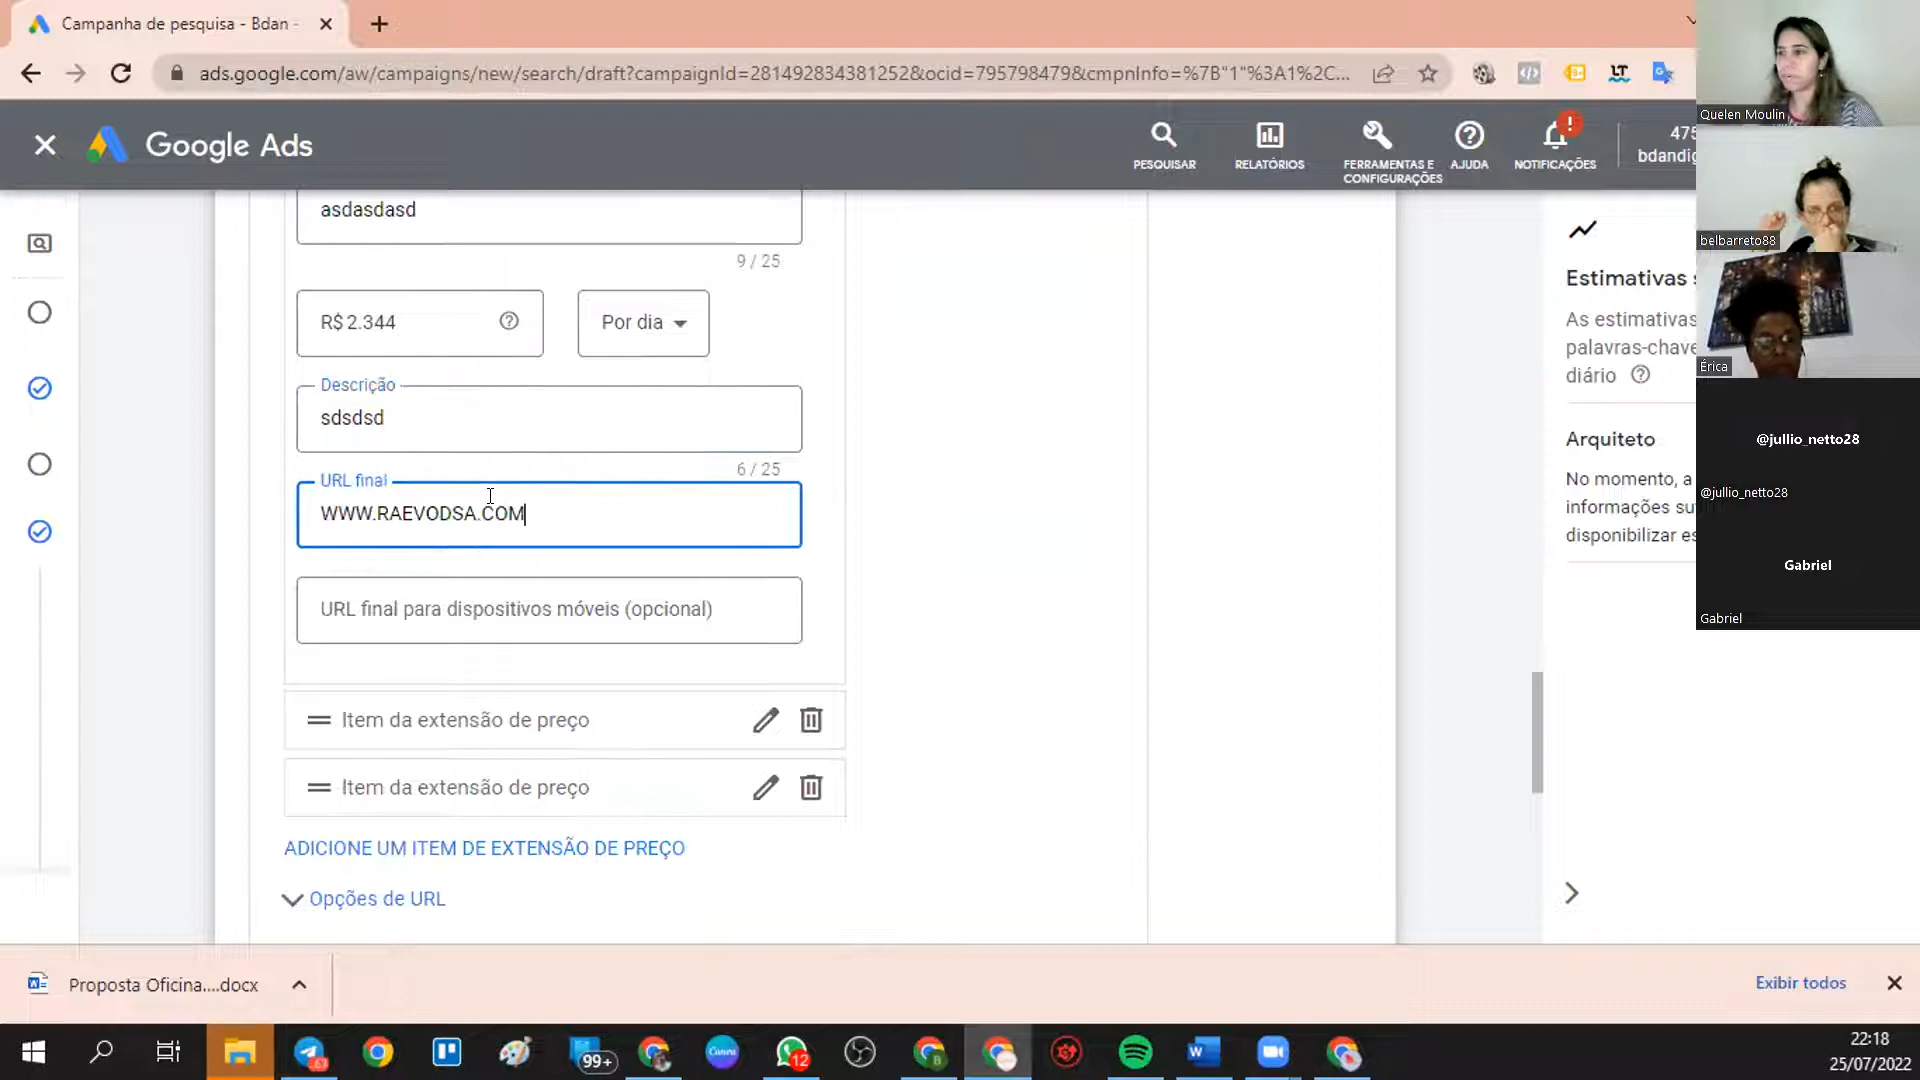 Campanha de pesquisa - Bdan -
ads.google.com/aw/campaigns/new/search/draft?campaignId=281492834381252&ocid=795798479&cmpnInfo=%7B"1"%3A1%2C...
Google Ads
PESQUISAR
RELATÓRIOS
FERRAMENTAS E
CONFIGURAÇÕES
AJUDA
NOTIFICAÇÕES
475
bdandig
asdasdasd
9 / 25
R$ 2.344
Por dia
Descrição
sdsdsd
6 / 25
URL final
WWW.RAEVODSA.COM
URL final para dispositivos móveis (opcional)
Item da extensão de preço
Item da extensão de preço
ADICIONE UM ITEM DE EXTENSÃO DE PREÇO
Opções de URL
Estimativas s
As estimativas
palavras-chave
diário
Arquiteto
No momento, a
informações su
disponibilizar es
Quelen Moulin
belbarreto88
Érica
@jullio_netto28
@jullio_netto28
Gabriel
Gabriel
Proposta Oficina....docx
Exibir todos
99+
Canva
12
22:18
25/07/2022